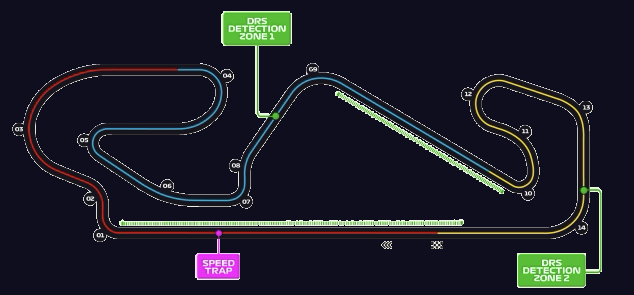 DRS
DETECTION
ZONE 1
09
04
12
13
03
11
05
08
06
10
02
07
14
01
SPEED
TRAP
DRS
DETECTION
ZONE 2